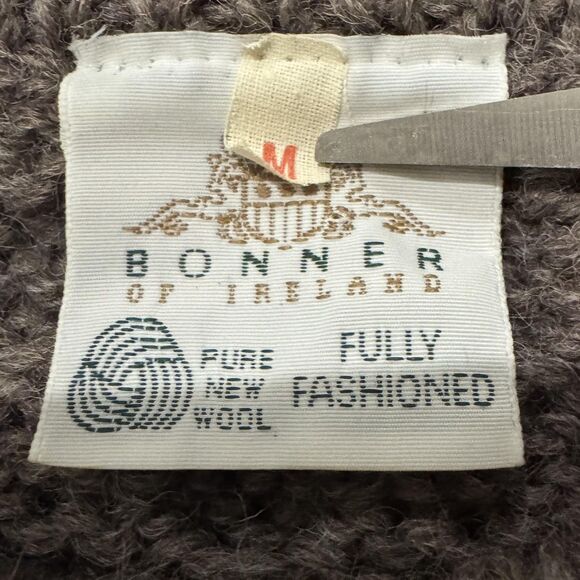 M
BONNER
OF IRELAND
PURE
NEW
WOOL
FULLY
FASHIONED